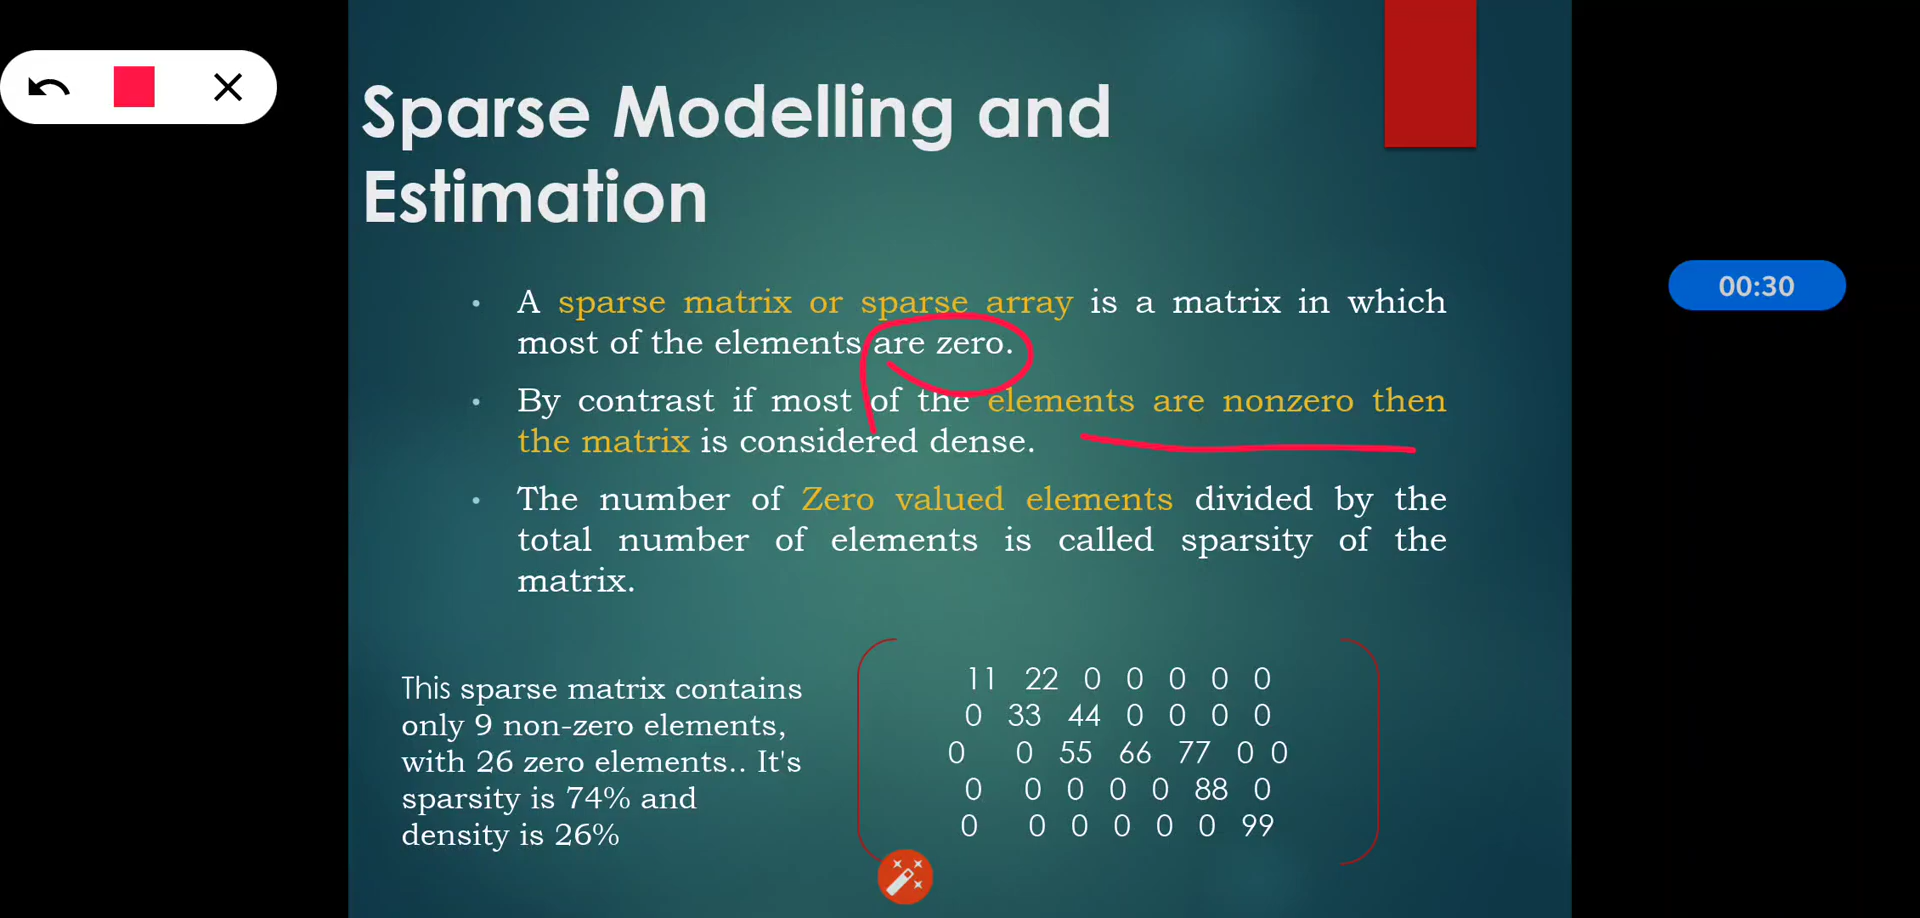 Sparse Modelling and
Estimation
00:30
• A sparse matrix or sparse array is a matrix in which
most of the elements are zero.
• By contrast if most of the elements are nonzero then
the matrix is considered dense.
• The number of Zero valued elements divided by the
total number of elements is called sparsity of the
matrix.
This sparse matrix contains
only 9 non-zero elements,
with 26 zero elements.. It's
sparsity is 74% and
density is 26%
11 22 0 0 0 0 0
0 33 44 0 0 0 0
0 0 55 66 77 0 0
0 0 0 0 0 88 0
0 0 0 0 0 0 99